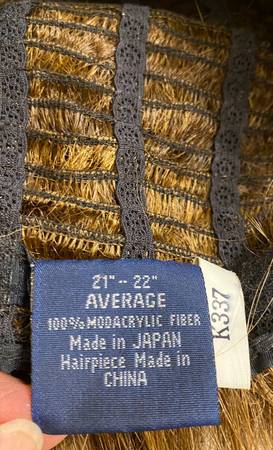 21" -- 22"
AVERAGE
100% MODACRYLIC FIBER
Made in JAPAN
Hairpiece Made in
CHINA
K337